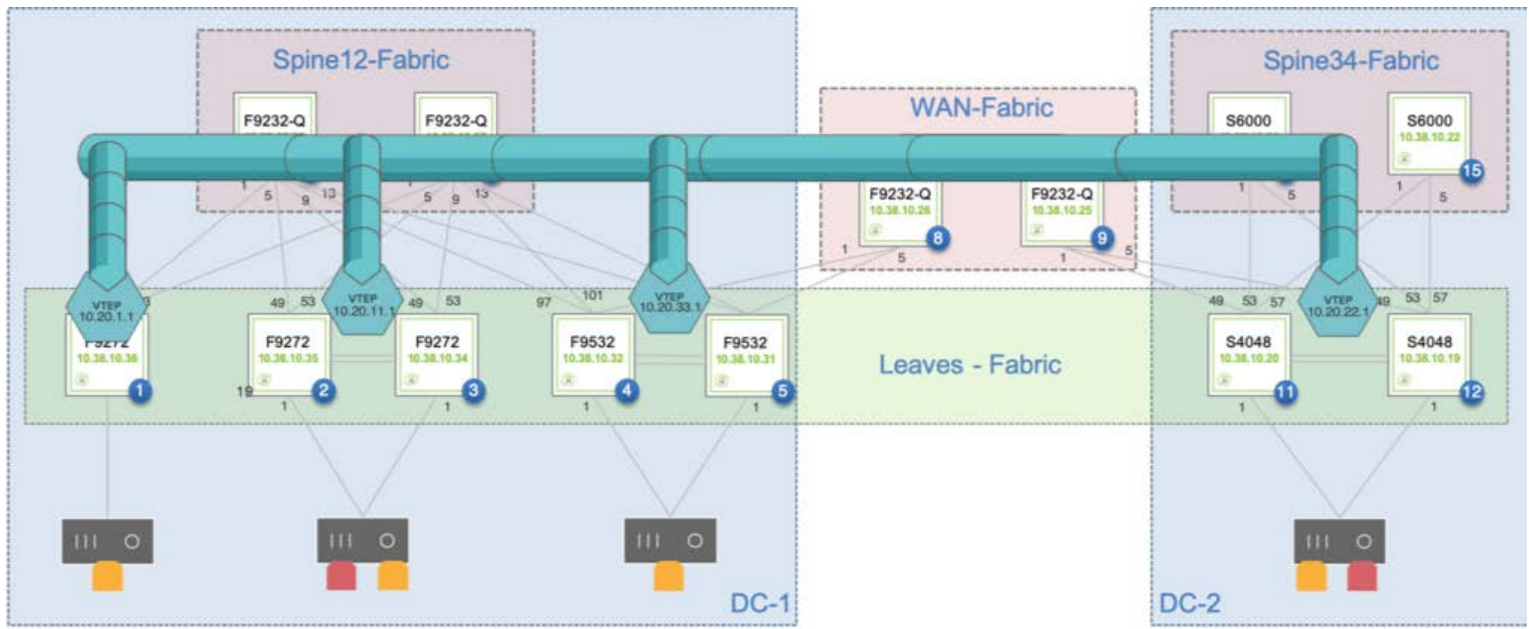 Spine12-Fabric
F9232-Q
F9232-Q
1
5
9
13
5
9
13
WAN-Fabric
F9232-Q
10.38.10.26
8
F9232-Q
10.38.10.25
9
1
5
1
5
Spine34-Fabric
S6000
S6000
10.38.10.22
15
1
5
1
5
VTEP
10.20.1.1
F9272
10.38.10.36
1
49
53
VTEP
10.20.11.1
49
53
F9272
10.38.10.35
2
19
1
F9272
10.38.10.34
3
1
97
101
VTEP
10.20.33.1
F9532
10.38.10.32
4
1
F9532
10.38.10.31
5
1
Leaves - Fabric
49
53
57
VTEP
10.20.22.1
49
53
57
S4048
10.38.10.20
11
1
S4048
10.38.10.19
12
1
DC-1
DC-2